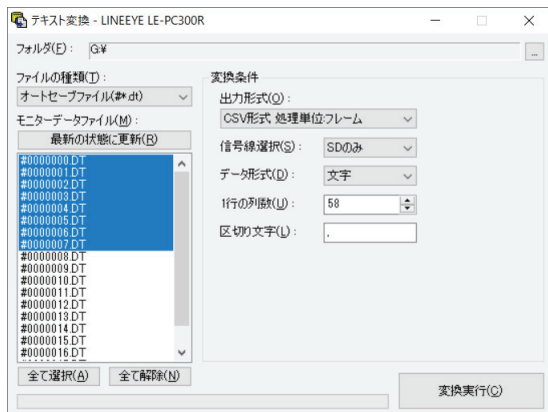 テキスト変換 - LINEEYE LE-PC300R
フォルダ(F): G:¥
...
ファイルの種類(T):
オートセーブファイル(#*.dt)
モニターデータファイル(M):
最新の状態に更新(R)
#0000000.DT
#0000001.DT
#0000002.DT
#0000003.DT
#0000004.DT
#0000005.DT
#0000006.DT
#0000007.DT
#0000008.DT
#0000009.DT
#0000010.DT
#0000011.DT
#0000012.DT
#0000013.DT
#0000014.DT
#0000015.DT
#0000016.DT
全て選択(A) 全て解除(N)
変換条件
出力形式(O):
CSV形式 処理単位:フレーム
信号線選択(S): SDのみ
データ形式(D): 文字
1行の列数(U): 58
区切り文字(L): ,
変換実行(C)